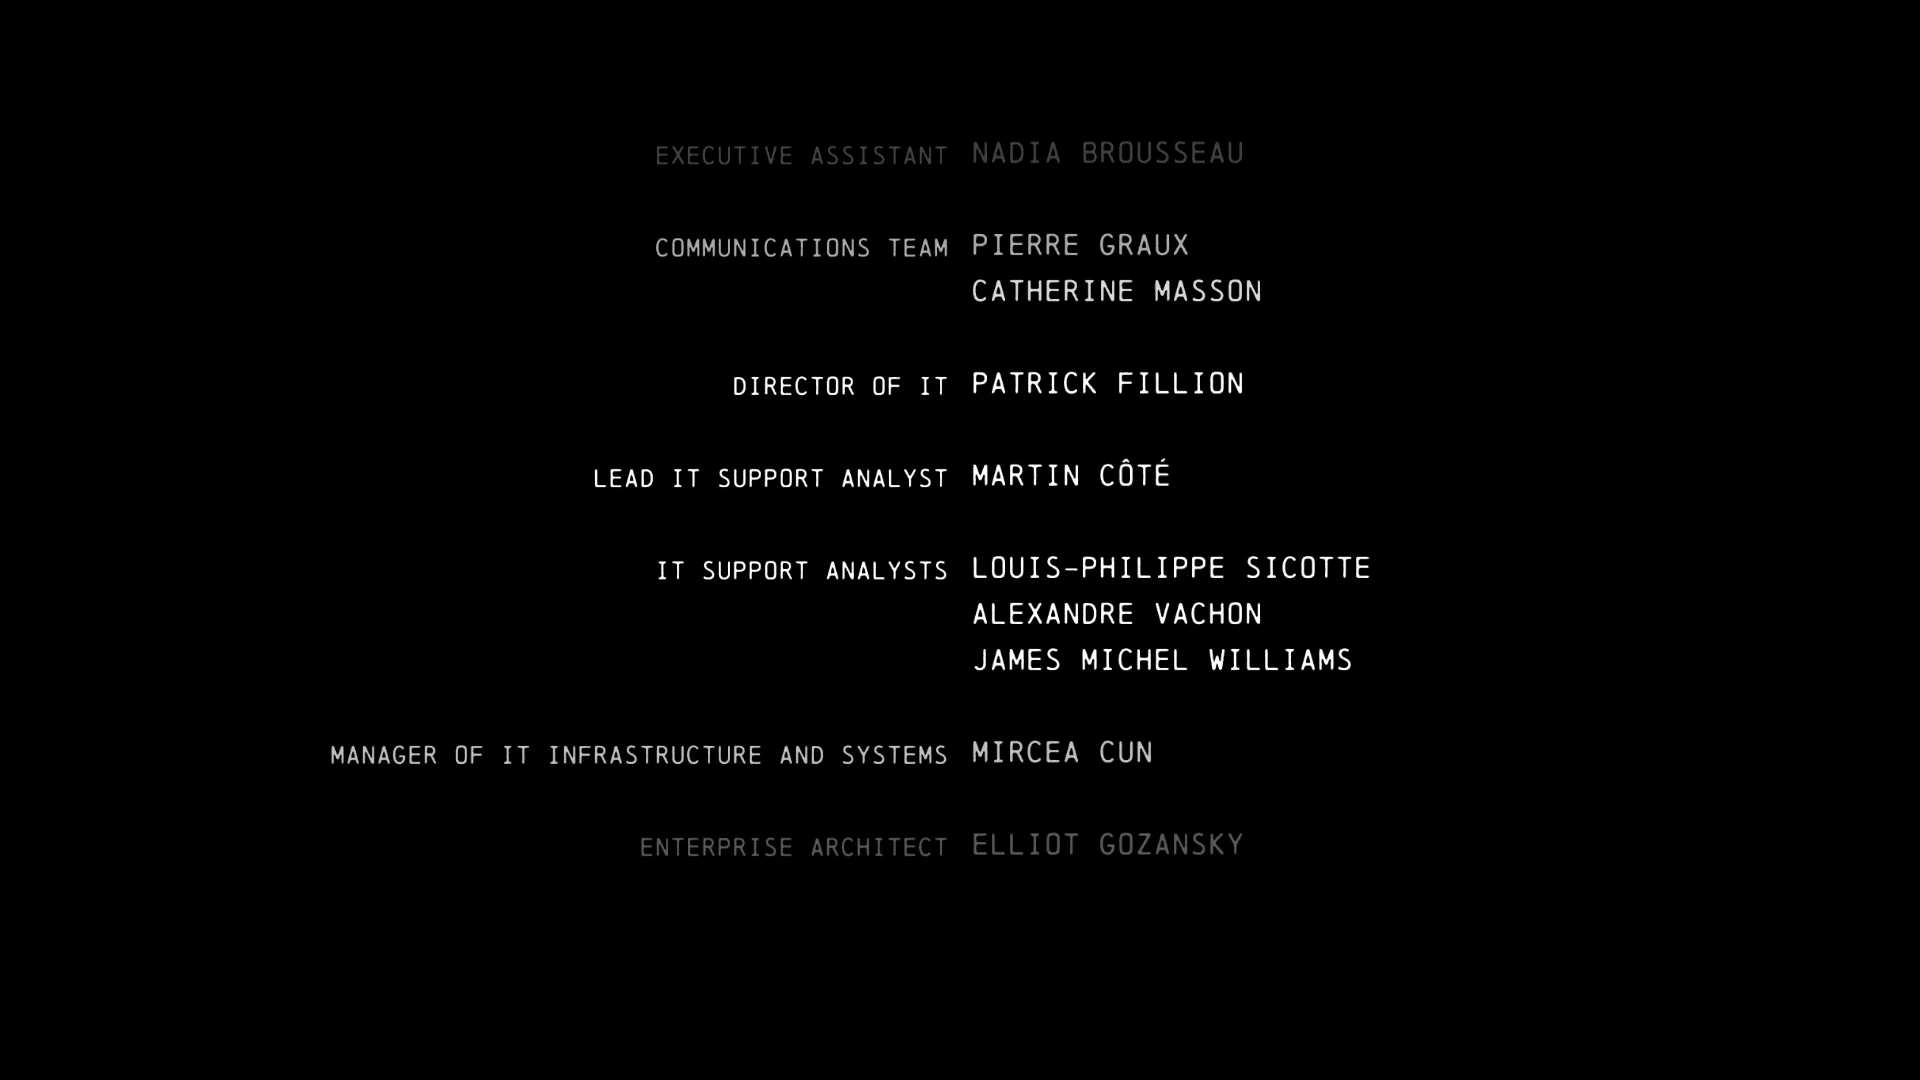 EXECUTIVE ASSISTANT NADIA BROUSSEAU
COMMUNICATIONS TEAM PIERRE GRAUX
CATHERINE MASSON
DIRECTOR OF IT PATRICK FILLION
LEAD IT SUPPORT ANALYST MARTIN CÔTÉ
IT SUPPORT ANALYSTS LOUIS-PHILIPPE SICOTTE
ALEXANDRE VACHON
JAMES MICHEL WILLIAMS
MANAGER OF IT INFRASTRUCTURE AND SYSTEMS MIRCEA CUN
ENTERPRISE ARCHITECT ELLIOT GOZANSKY